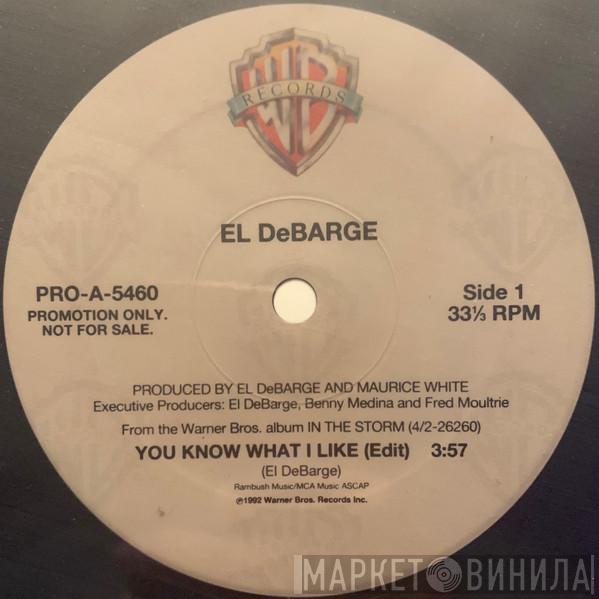 WB
RECORDS
EL DeBARGE
PRO-A-5460
PROMOTION ONLY.
NOT FOR SALE.
Side 1
33⅓ RPM
PRODUCED BY EL DeBARGE AND MAURICE WHITE
Executive Producers: El DeBarge, Benny Medina and Fred Moultrie
From the Warner Bros. album IN THE STORM (4/2-26260)
YOU KNOW WHAT I LIKE (Edit) 3:57
(El DeBarge)
Rambush Music/MCA Music ASCAP
℗1992 Warner Bros. Records Inc.
МАРКЕТ ВИНИЛА